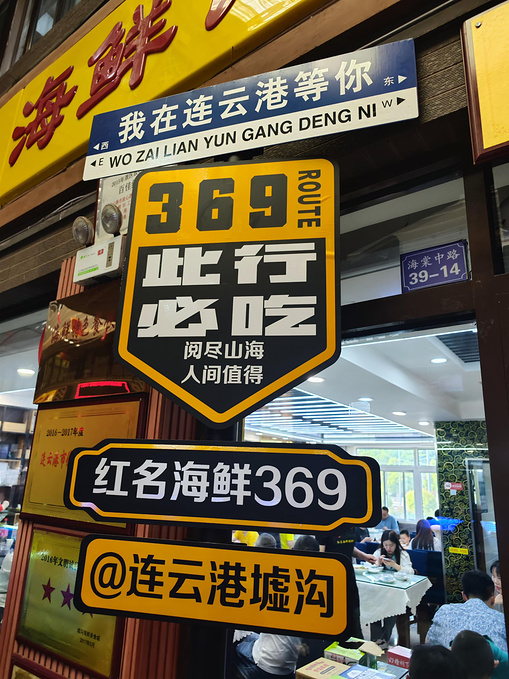 海鲜
我在连云港等你
西
东
E
WO ZAI LIAN YUN GANG DENG NI
W
369
ROUTE
此行
必吃
阅尽山海
人间值得
海棠中路
39-14
红名海鲜369
@连云港墟沟
2016-2017年度